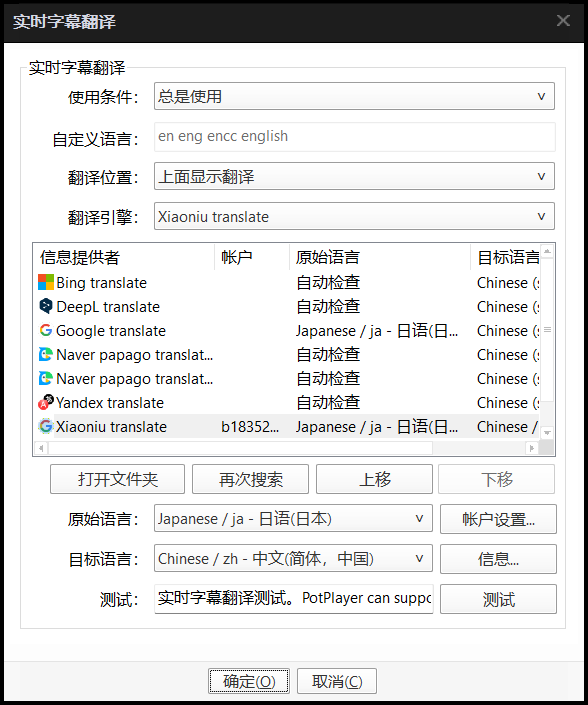 实时字幕翻译
实时字幕翻译
使用条件： 总是使用
自定义语言： en eng encc english
翻译位置： 上面显示翻译
翻译引擎： Xiaoniu translate
信息提供者 帐户 原始语言 目标语言
Bing translate 自动检查 Chinese (
DeepL translate 自动检查 Chinese (
Google translate Japanese / ja - 日语(日... Chinese (
Naver papago translat... 自动检查 Chinese (
Naver papago translat... 自动检查 Chinese (
Yandex translate 自动检查 Chinese (
Xiaoniu translate b18352... Japanese / ja - 日语(日... Chinese /
打开文件夹 再次搜索 上移 下移
原始语言： Japanese / ja - 日语(日本) 帐户设置...
目标语言： Chinese / zh - 中文(简体，中国) 信息...
测试： 实时字幕翻译测试。PotPlayer can suppo 测试
确定(O) 取消(C)